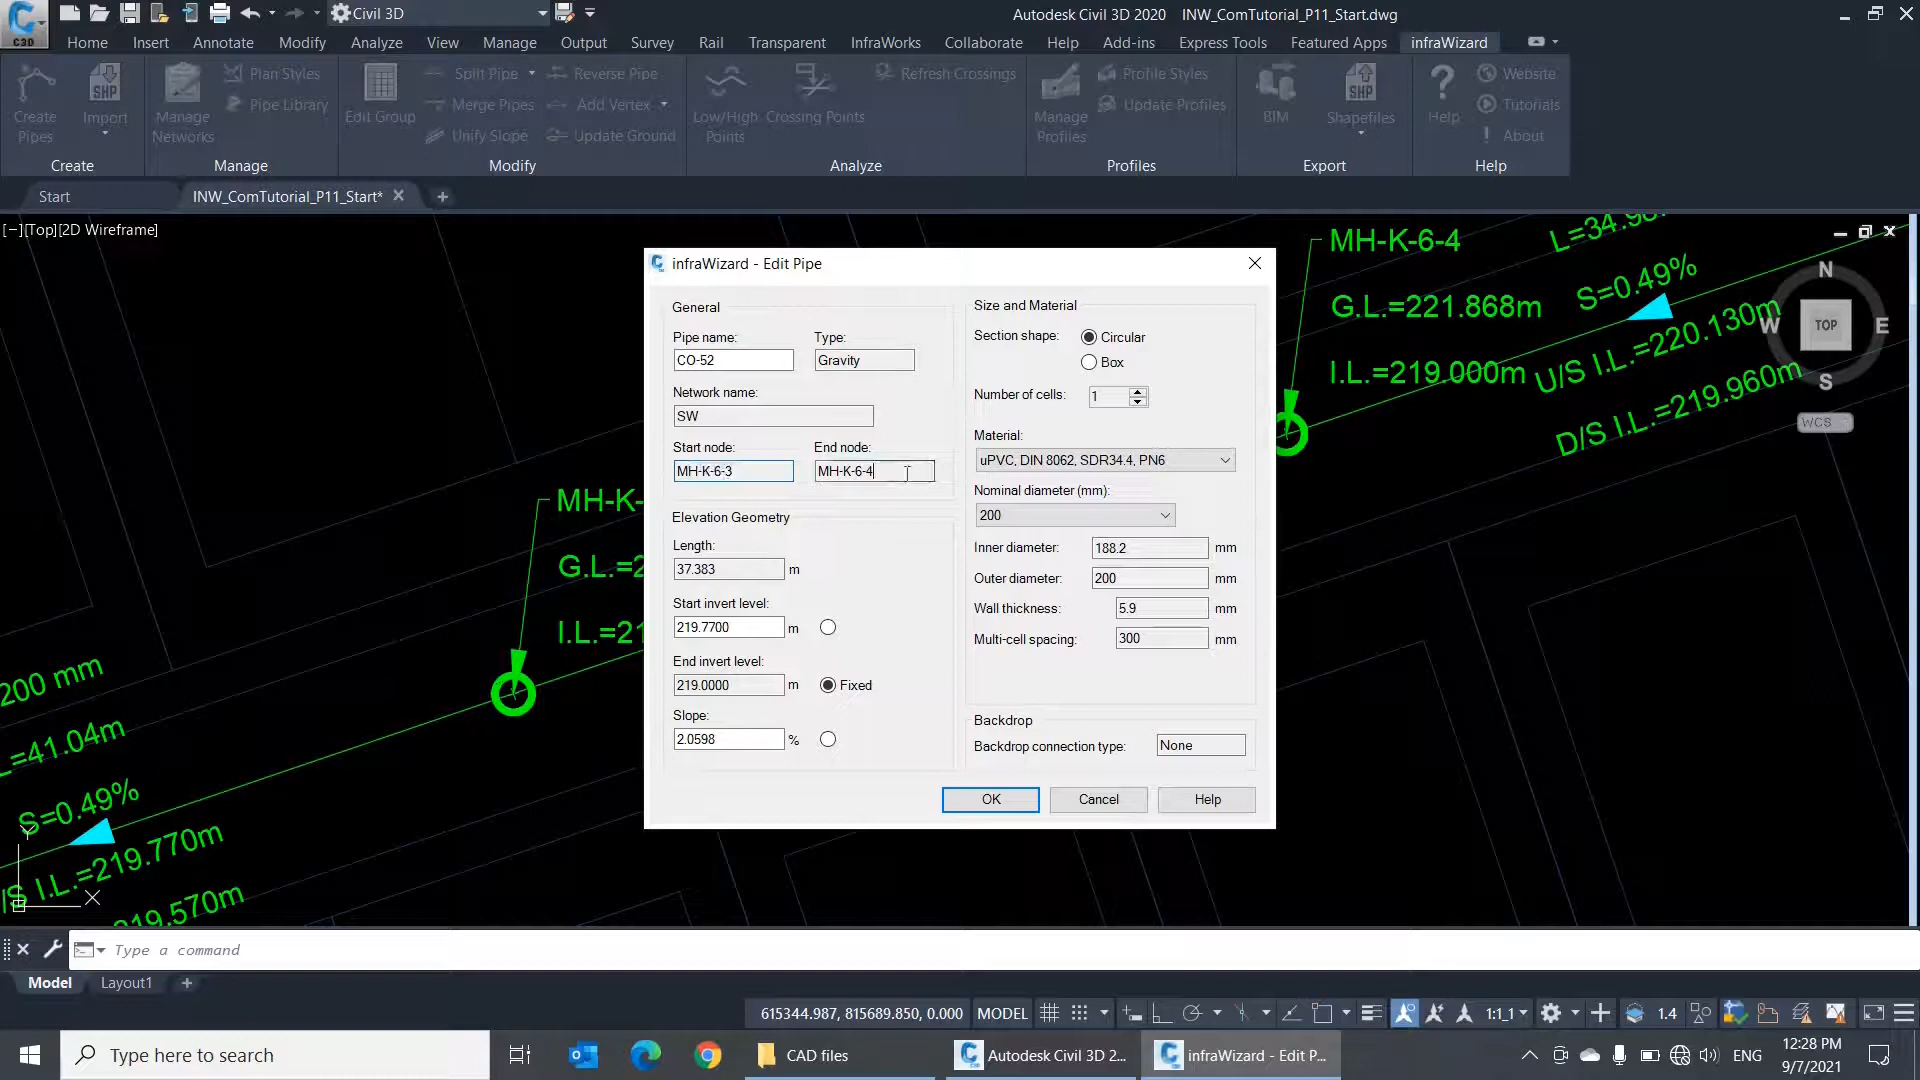 Civil 3D
Autodesk Civil 3D 2020 INW_ComTutorial_P11_Start.dwg
C3D
Home Insert Annotate Modify Analyze View Manage Output Survey Rail Transparent InfraWorks Collaborate Help Add-ins Express Tools Featured Apps infraWizard
Create Pipes
Import
Manage Networks
Plan Styles
Pipe Library
Edit Group
Split Pipe
Merge Pipes
Unify Slope
Reverse Pipe
Add Vertex
Update Ground
Low/High Points
Crossing Points
Refresh Crossings
Manage Profiles
Profile Styles
Update Profiles
BIM
SHP
Shapefiles
Help
Website
Tutorials
About
Create Manage Modify Analyze Profiles Export Help
Start INW_ComTutorial_P11_Start*
[−][Top][2D Wireframe]
MH-K-6-4
G.L.=221.868m
I.L.=219.000m
S=0.49%
U/S I.L.=220.130m
D/S I.L.=219.960m
N
W TOP E
S
WCS
MH-K-
G.L.=2
I.L.=21
200 mm
L=41.04m
S=0.49%
I.L.=219.770m
219.570m
Y
X
infraWizard - Edit Pipe
General
Pipe name: Type:
CO-52 Gravity
Network name:
SW
Start node: End node:
MH-K-6-3 MH-K-6-4
Elevation Geometry
Length:
37.383 m
Start invert level:
219.7700 m
End invert level:
219.0000 m Fixed
Slope:
2.0598 %
Size and Material
Section shape: Circular
Box
Number of cells: 1
Material:
uPVC, DIN 8062, SDR34.4, PN6
Nominal diameter (mm):
200
Inner diameter: 188.2 mm
Outer diameter: 200 mm
Wall thickness: 5.9 mm
Multi-cell spacing: 300 mm
Backdrop
Backdrop connection type: None
OK Cancel Help
Type a command
Model Layout1
615344.987, 815689.850, 0.000 MODEL 1:1_1 1.4
Type here to search
CAD files
Autodesk Civil 3D 2...
infraWizard - Edit P...
ENG
12:28 PM
9/7/2021